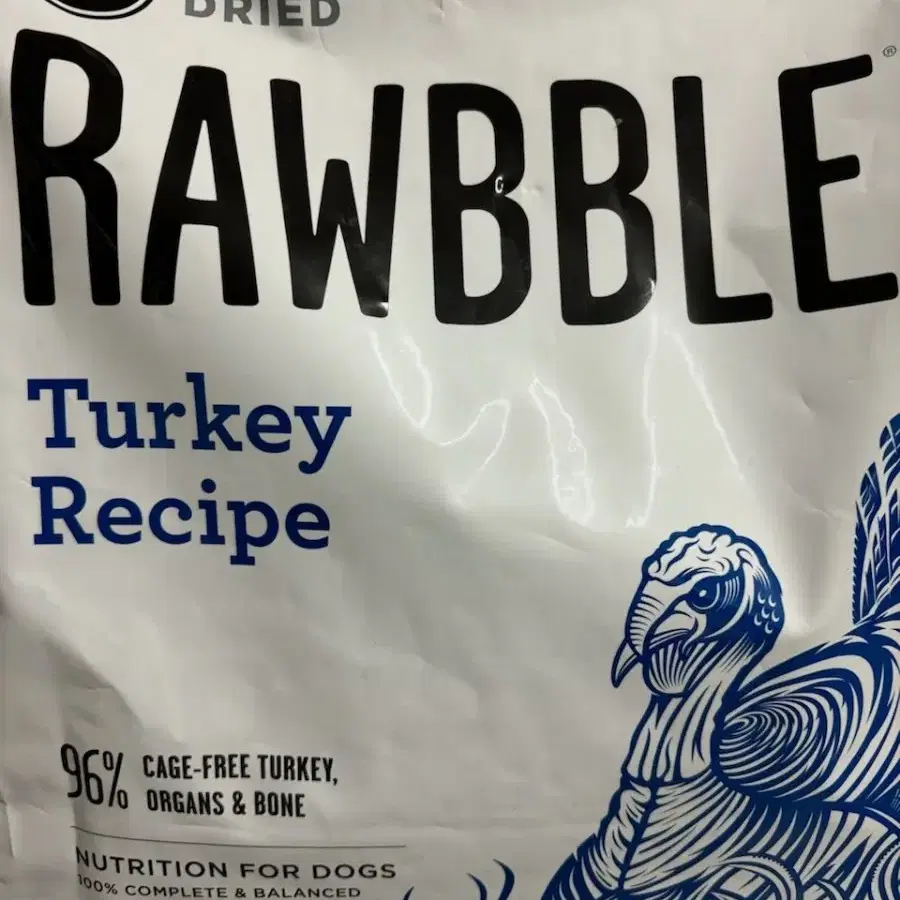 DRIED
RAWBBLE®
Turkey
Recipe
96% CAGE-FREE TURKEY,
ORGANS & BONE
NUTRITION FOR DOGS
100% COMPLETE & BALANCED